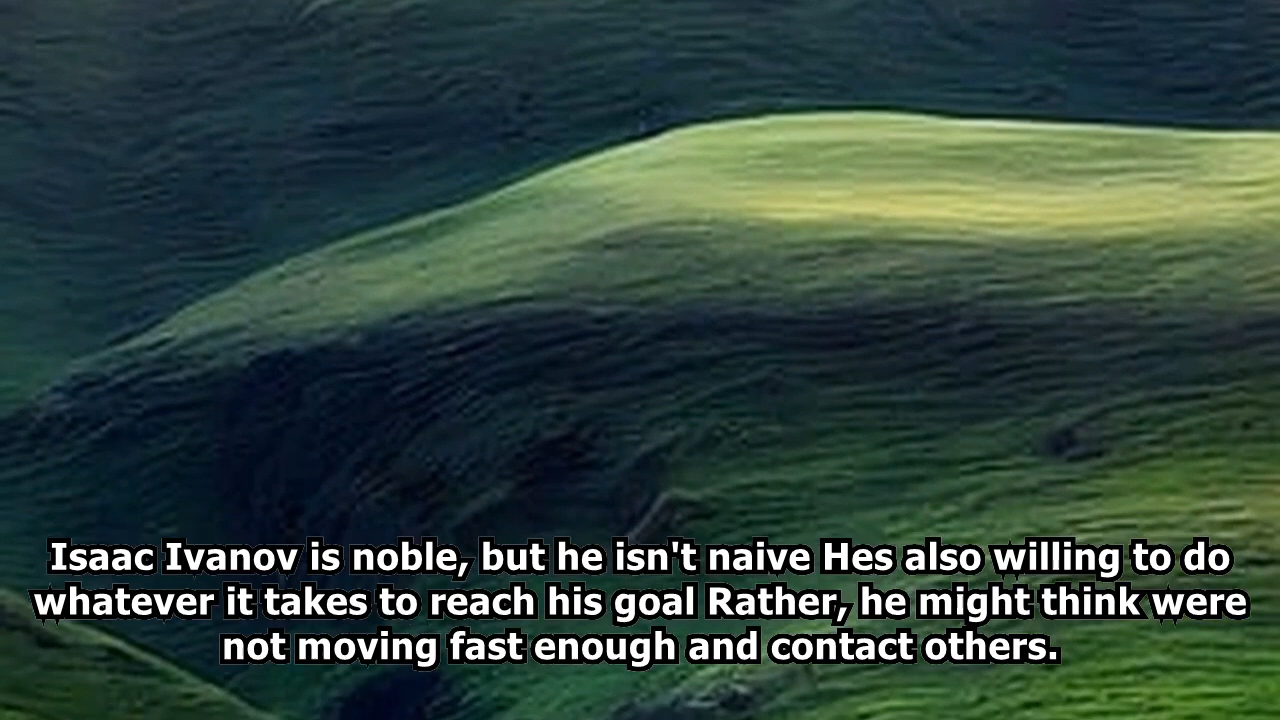 Isaac Ivanov is noble, but he isn't naive Hes also willing to do
whatever it takes to reach his goal Rather, he might think were
not moving fast enough and contact others.